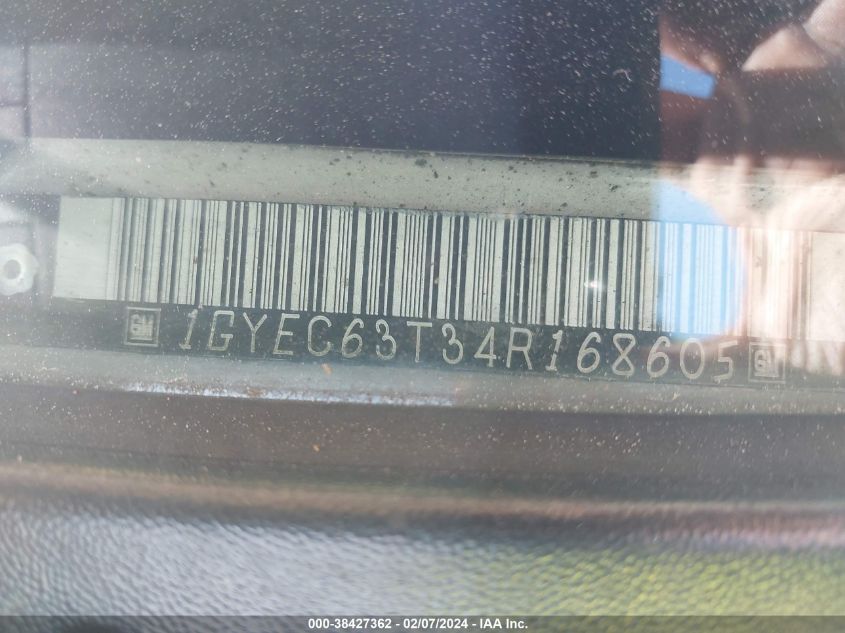 GM 1GYEC63T34R168605 GM
000-38427362 - 02/07/2024 - IAA Inc.